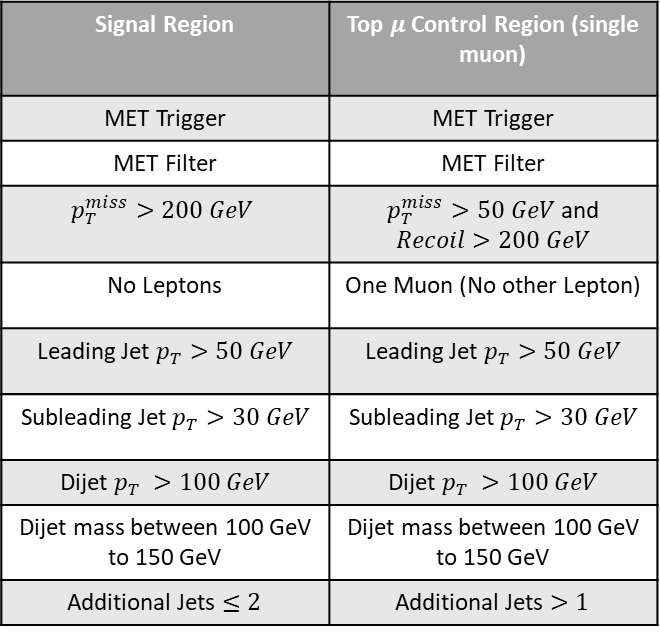 Signal Region
Top μ Control Region (single
muon)
MET Trigger
MET Trigger
MET Filter
MET Filter
p_T^miss > 200 GeV
p_T^miss > 50 GeV and
Recoil > 200 GeV
No Leptons
One Muon (No other Lepton)
Leading Jet p_T > 50 GeV
Leading Jet p_T > 50 GeV
Subleading Jet p_T > 30 GeV
Subleading Jet p_T > 30 GeV
Dijet p_T > 100 GeV
Dijet p_T > 100 GeV
Dijet mass between 100 GeV
to 150 GeV
Dijet mass between 100 GeV
to 150 GeV
Additional Jets ≤ 2
Additional Jets > 1